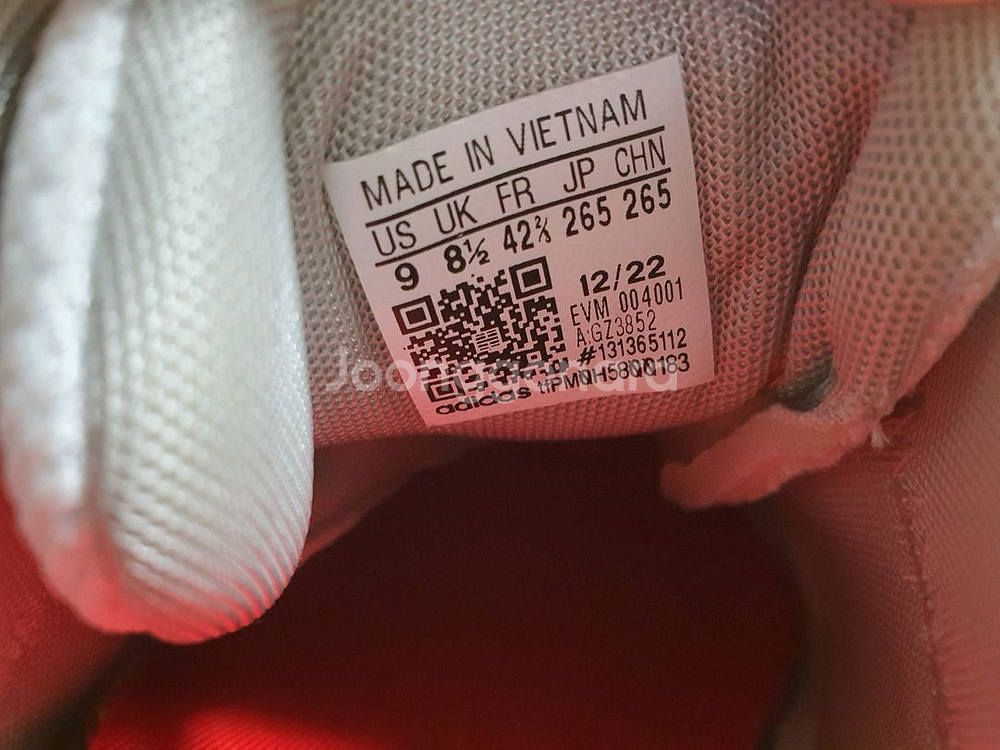 MADE IN VIETNAM
US UK FR JP CHN
9 8½ 42⅔ 265 265
12/22
EVM 004001
A:GZ3852
#131365112
adidas